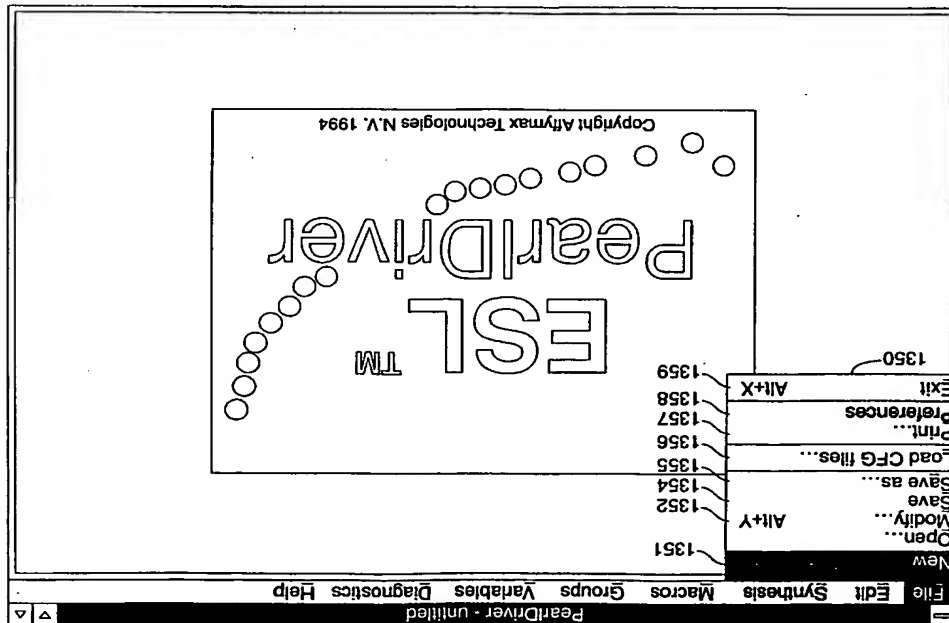 PearlDriver - untitled
File Edit Synthesis Macros Groups Variables Diagnostics Help
New 1351
Open...
Modify... Alt+Y 1352
Save 1354
Save as... 1355
Load CFG files... 1356
Print... 1357
Preferences 1358
Exit Alt+X 1359
1350
ESL TM
PearlDriver
Copyright Affymax Technologies N.V. 1994